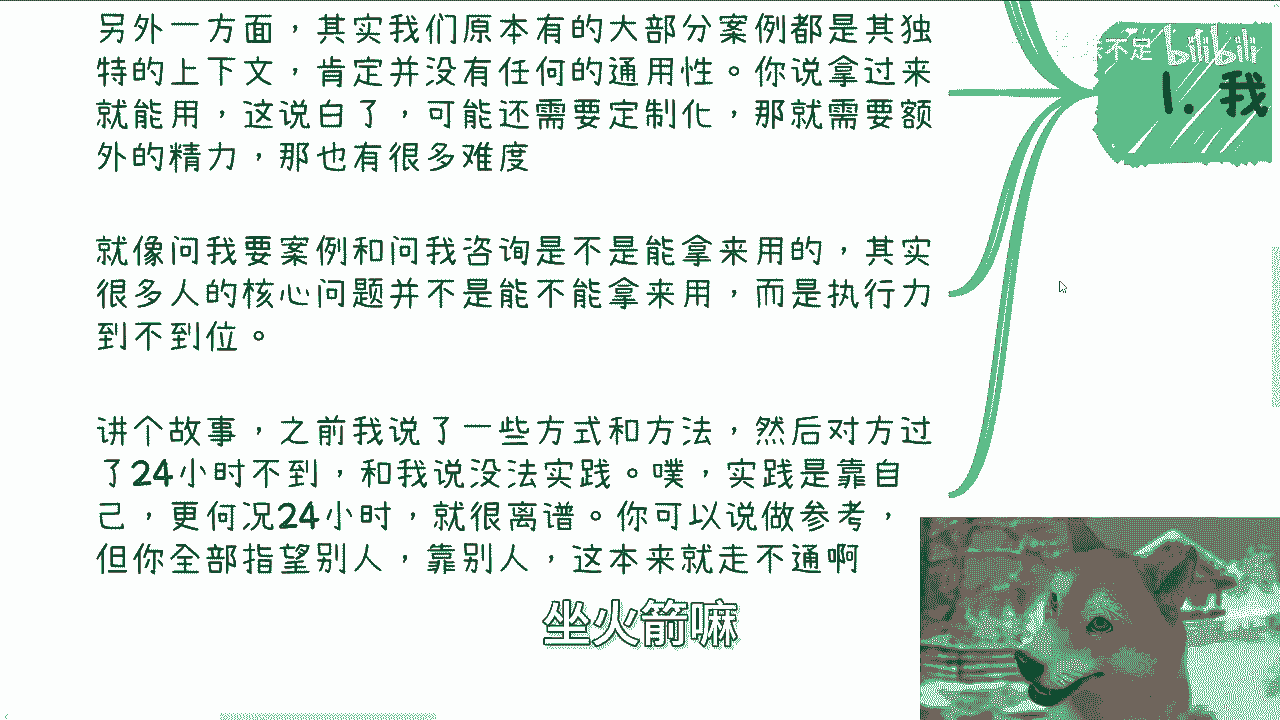 另外一方面，其实我们原本有的大部分案例都是其独
特的上下文，肯定并没有任何的通用性。你说拿过来
就能用，这说白了，可能还需要定制化，那就需要额
外的精力，那也有很多难度
就像问我要案例和问我咨询是不是能拿来用的，其实
很多人的核心问题并不是能不能拿来用，而是执行力
到不到位。
讲个故事，之前我说了一些方式和方法，然后对方过
了24小时不到，和我说没法实践。噗，实践是靠自
己，更何况24小时，就很离谱。你可以说做参考，
但你全部指望别人，靠别人，这本来就走不通啊
不足 bilibili
1. 我
坐火箭嘛